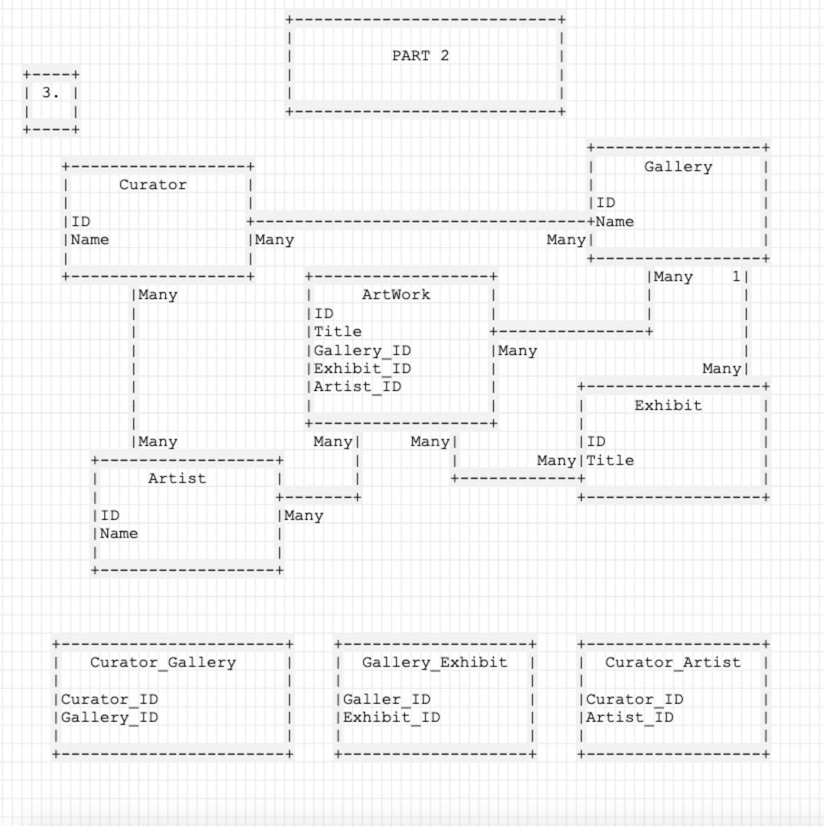 PART 2
3.
Curator
ID
Name
Many
Gallery
ID
Name
Many
Many
1
Many
ArtWork
ID
Title
Gallery_ID
Exhibit_ID
Artist_ID
Many
Many
Exhibit
ID
Title
Many
Many
Many
Many
Artist
ID
Name
Many
Curator_Gallery
Curator_ID
Gallery_ID
Gallery_Exhibit
Galler_ID
Exhibit_ID
Curator_Artist
Curator_ID
Artist_ID